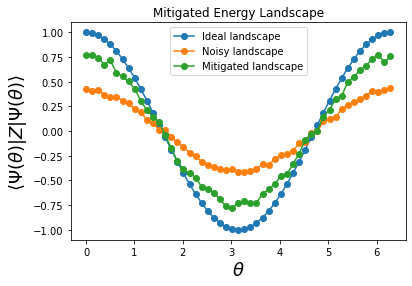 Mitigated Energy Landscape
Ideal landscape
Noisy landscape
Mitigated landscape
⟨Ψ(θ)|Z|Ψ(θ)⟩
1.00
0.75
0.50
0.25
0.00
−0.25
−0.50
−0.75
−1.00
0 1 2 3 4 5 6
θ